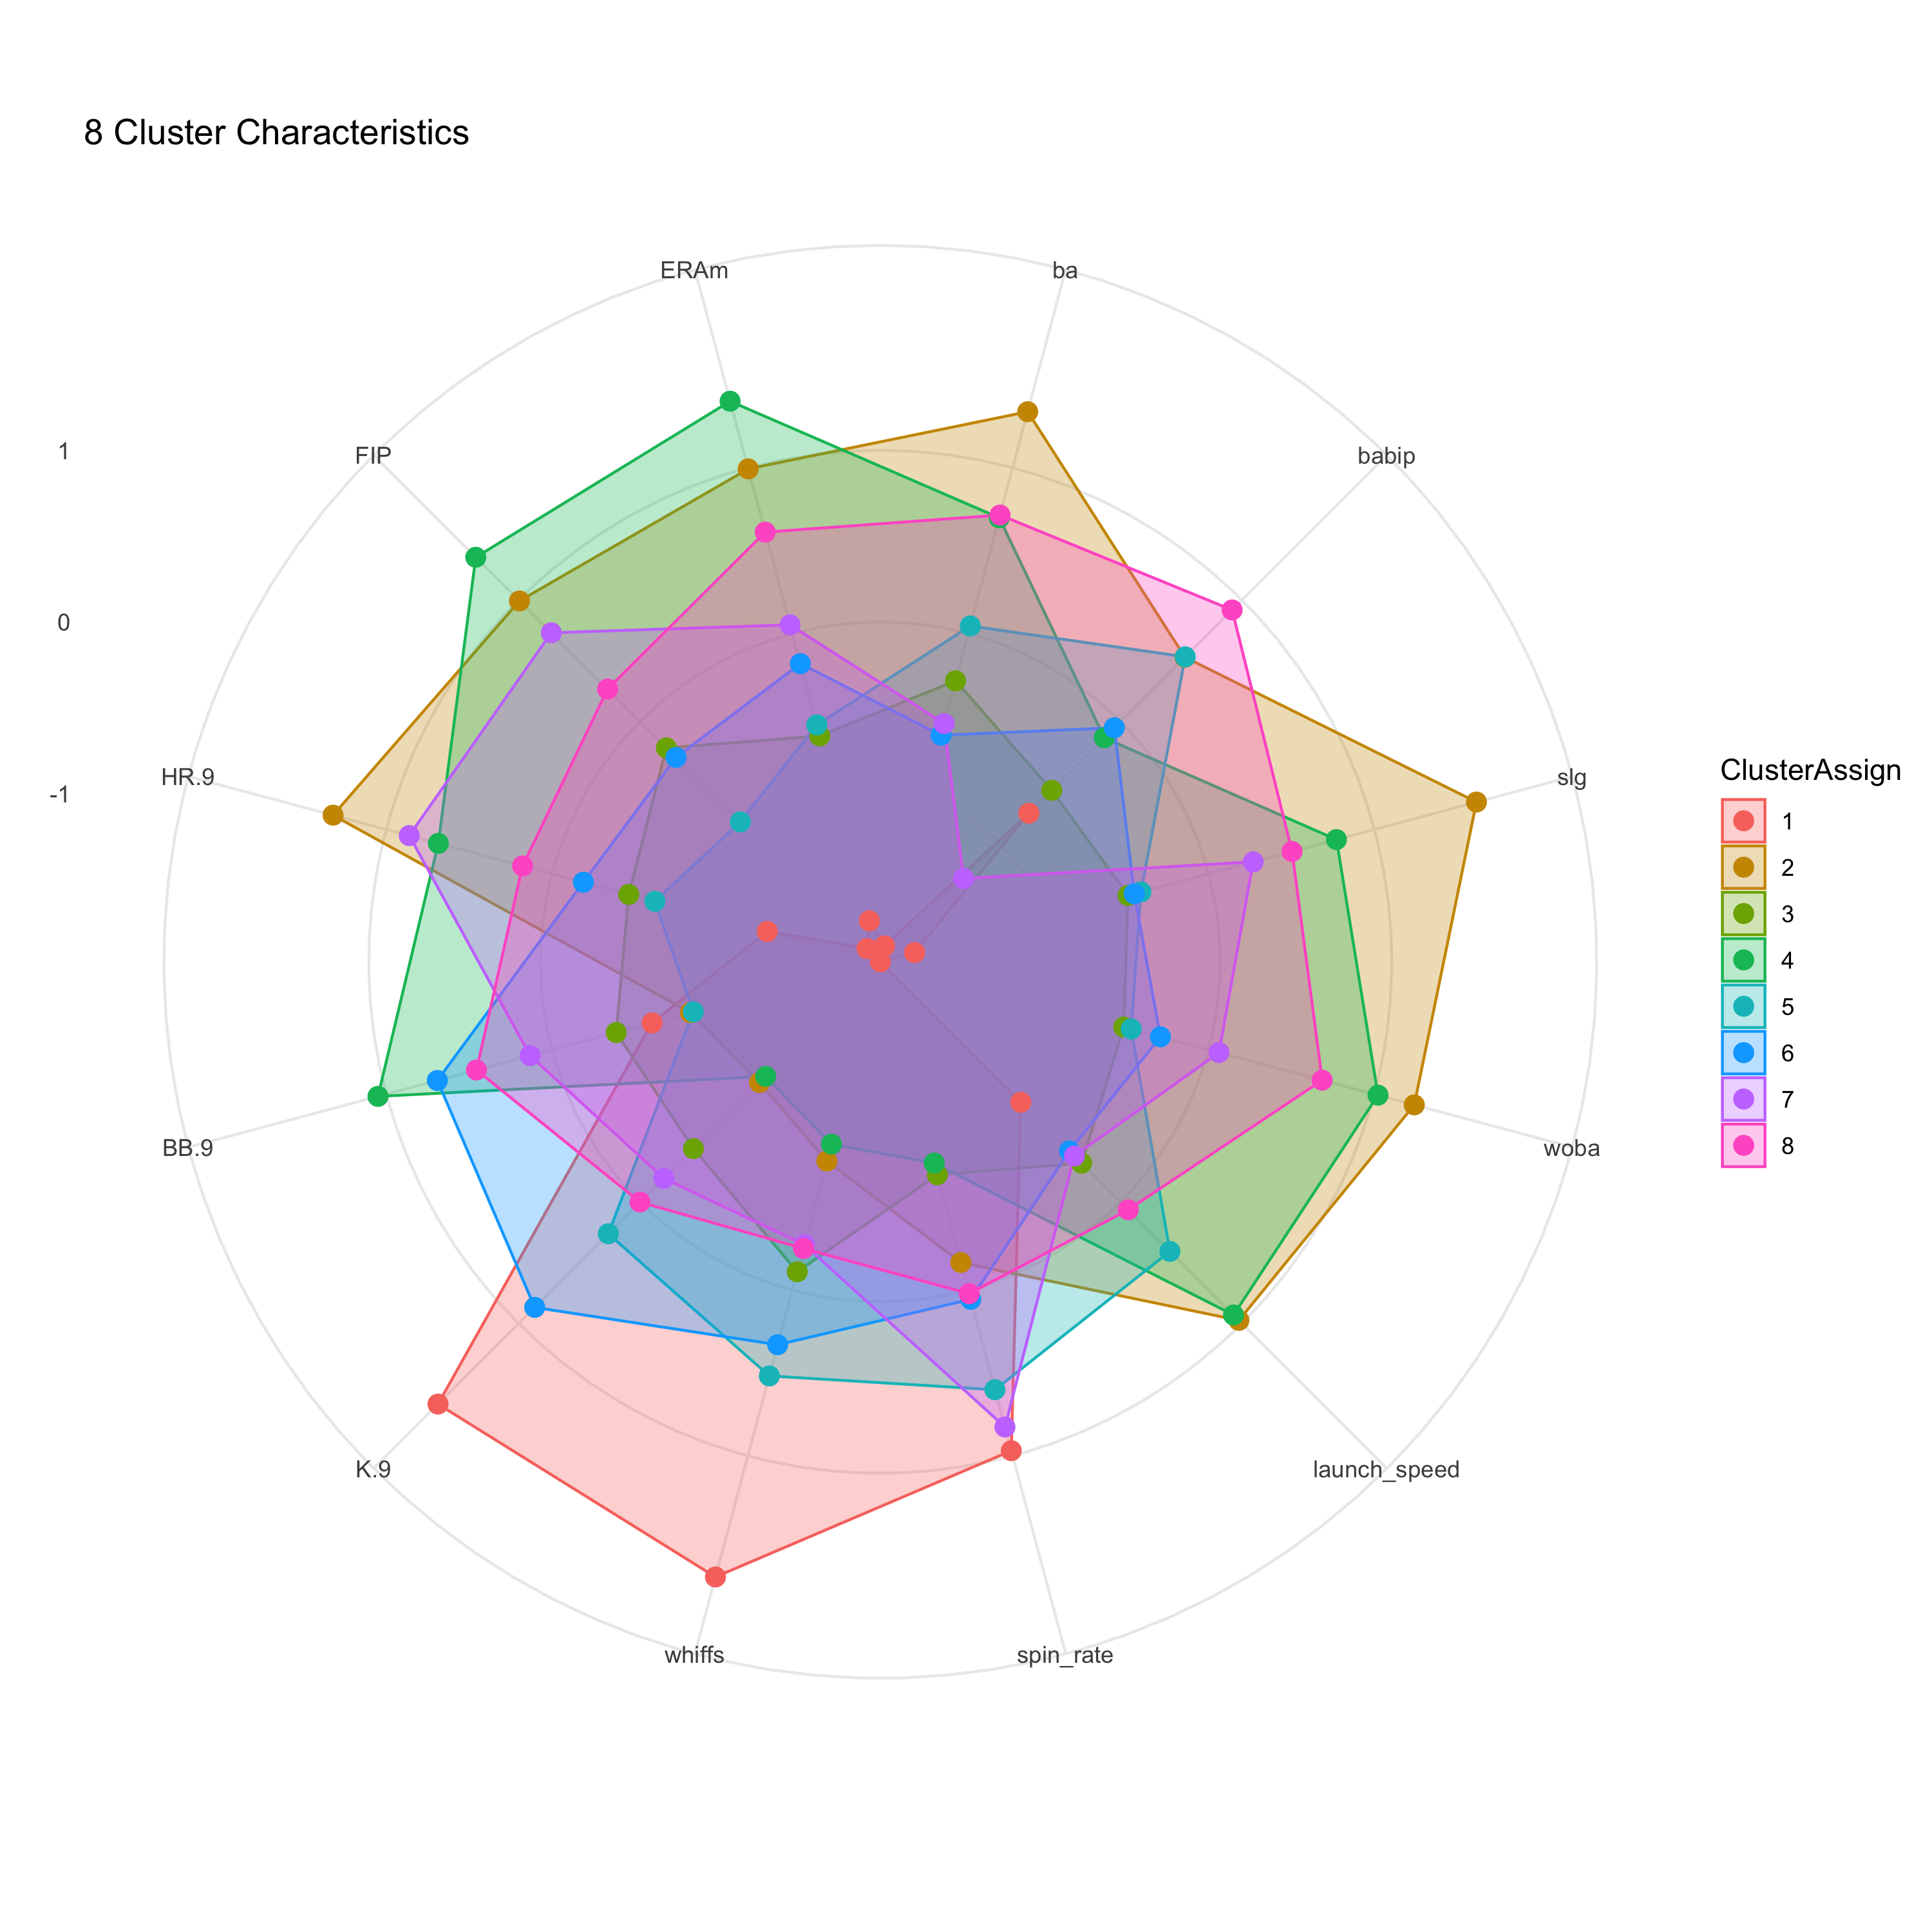 8 Cluster Characteristics
ERAm
ba
FIP
babip
1
0
-1
HR.9
slg
BB.9
woba
K.9
launch_speed
whiffs
spin_rate
ClusterAssign
1
2
3
4
5
6
7
8